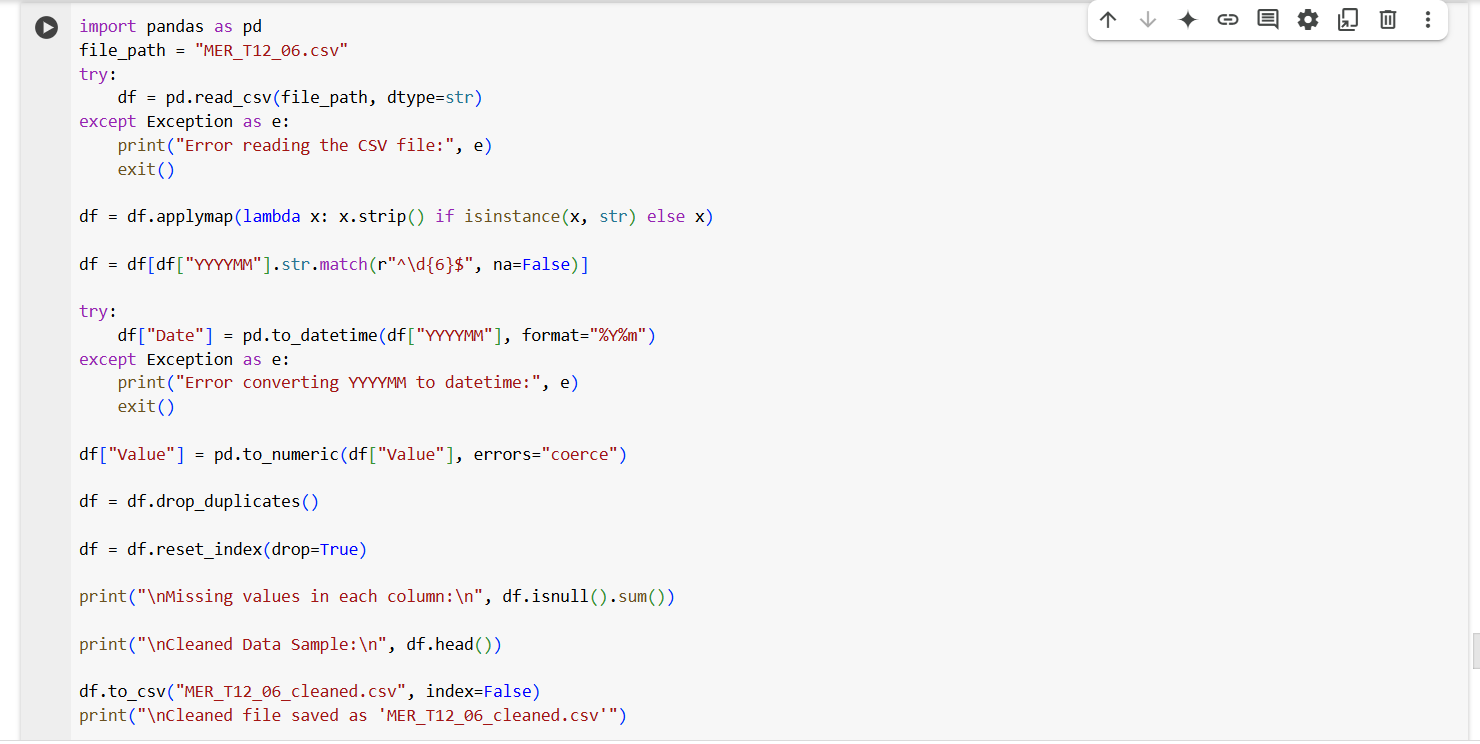 import pandas as pd
file_path = "MER_T12_06.csv"
try:
    df = pd.read_csv(file_path, dtype=str)
except Exception as e:
    print("Error reading the CSV file:", e)
    exit()

df = df.applymap(lambda x: x.strip() if isinstance(x, str) else x)

df = df[df["YYYYMM"].str.match(r"^\d{6}$", na=False)]

try:
    df["Date"] = pd.to_datetime(df["YYYYMM"], format="%Y%m")
except Exception as e:
    print("Error converting YYYYMM to datetime:", e)
    exit()

df["Value"] = pd.to_numeric(df["Value"], errors="coerce")

df = df.drop_duplicates()

df = df.reset_index(drop=True)

print("\nMissing values in each column:\n", df.isnull().sum())

print("\nCleaned Data Sample:\n", df.head())

df.to_csv("MER_T12_06_cleaned.csv", index=False)
print("\nCleaned file saved as 'MER_T12_06_cleaned.csv'")